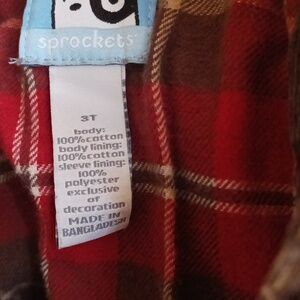 sprockets
3T
body:
100%cotton
body lining:
100%cotton
sleeve lining:
100%
polyester
exclusive
of
decoration
MADE IN
BANGLADESH